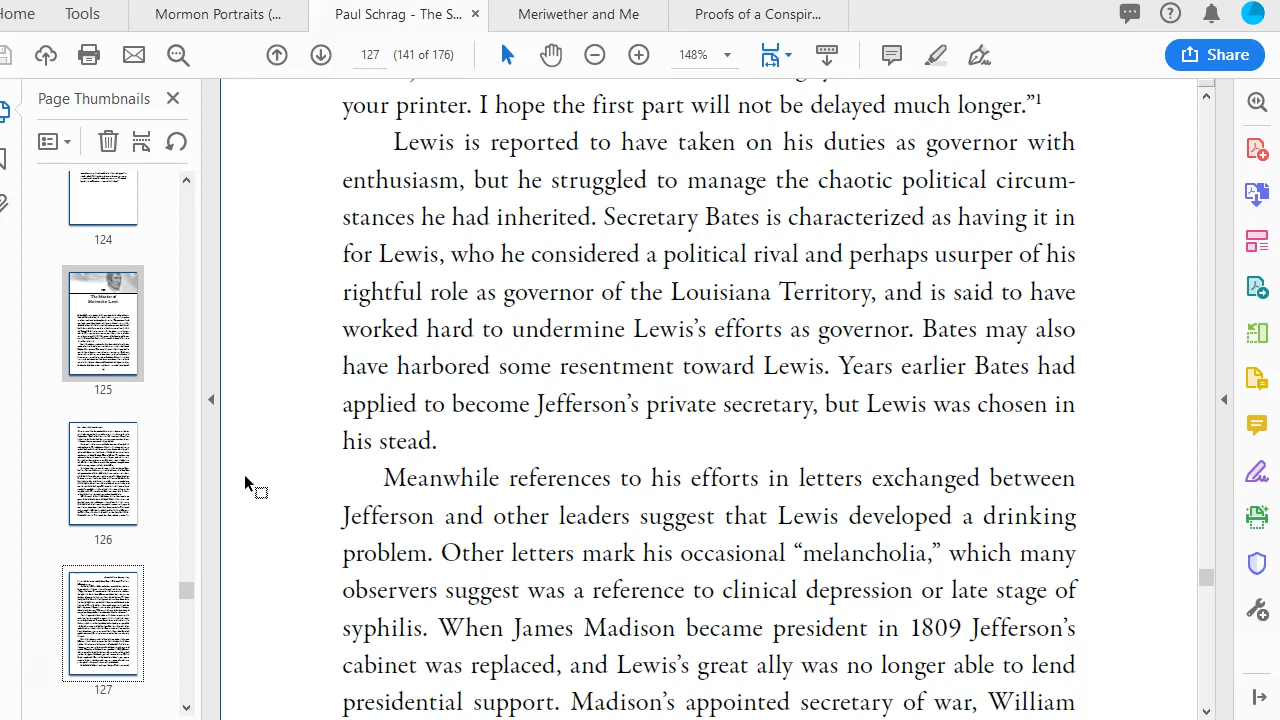 Home
Tools
Mormon Portraits (...
Paul Schrag - The S...
Meriwether and Me
Proofs of a Conspir...
127
(141 of 176)
148%
Share
Page Thumbnails
124
The Murder of
Meriwether Lewis
125
126
127
your printer. I hope the first part will not be delayed much longer.”1
Lewis is reported to have taken on his duties as governor with
enthusiasm, but he struggled to manage the chaotic political circum-
stances he had inherited. Secretary Bates is characterized as having it in
for Lewis, who he considered a political rival and perhaps usurper of his
rightful role as governor of the Louisiana Territory, and is said to have
worked hard to undermine Lewis’s efforts as governor. Bates may also
have harbored some resentment toward Lewis. Years earlier Bates had
applied to become Jefferson’s private secretary, but Lewis was chosen in
his stead.
Meanwhile references to his efforts in letters exchanged between
Jefferson and other leaders suggest that Lewis developed a drinking
problem. Other letters mark his occasional “melancholia,” which many
observers suggest was a reference to clinical depression or late stage of
syphilis. When James Madison became president in 1809 Jefferson’s
cabinet was replaced, and Lewis’s great ally was no longer able to lend
presidential support. Madison’s appointed secretary of war, William